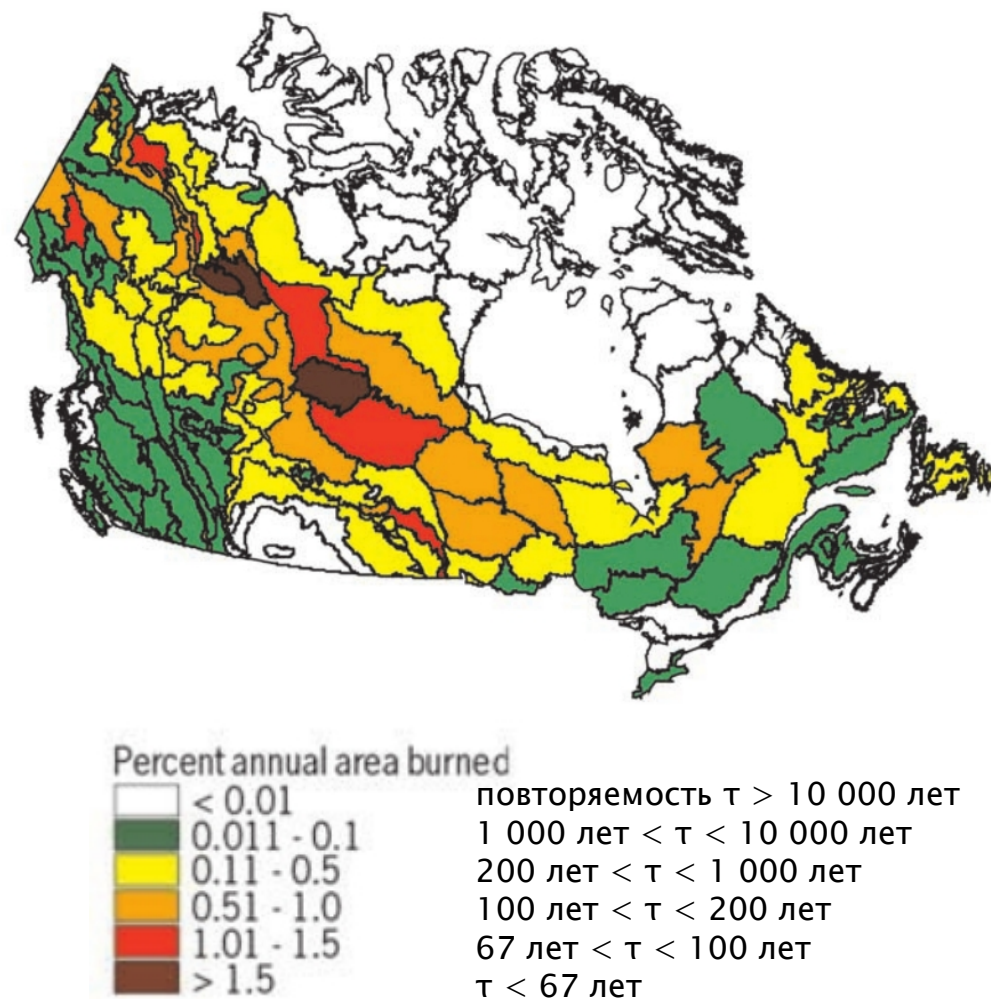 Percent annual area burned
< 0.01
повторяемость τ > 10 000 лет
0.011 - 0.1
1 000 лет < τ < 10 000 лет
0.11 - 0.5
200 лет < τ < 1 000 лет
0.51 - 1.0
100 лет < τ < 200 лет
1.01 - 1.5
67 лет < τ < 100 лет
> 1.5
τ < 67 лет